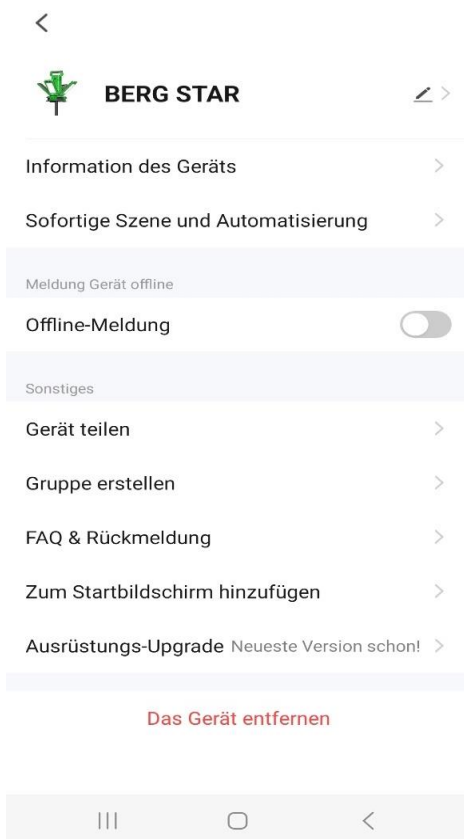 BERG STAR
Information des Geräts
Sofortige Szene und Automatisierung
Meldung Gerät offline
Offline-Meldung
Sonstiges
Gerät teilen
Gruppe erstellen
FAQ & Rückmeldung
Zum Startbildschirm hinzufügen
Ausrüstungs-Upgrade Neueste Version schon!
Das Gerät entfernen